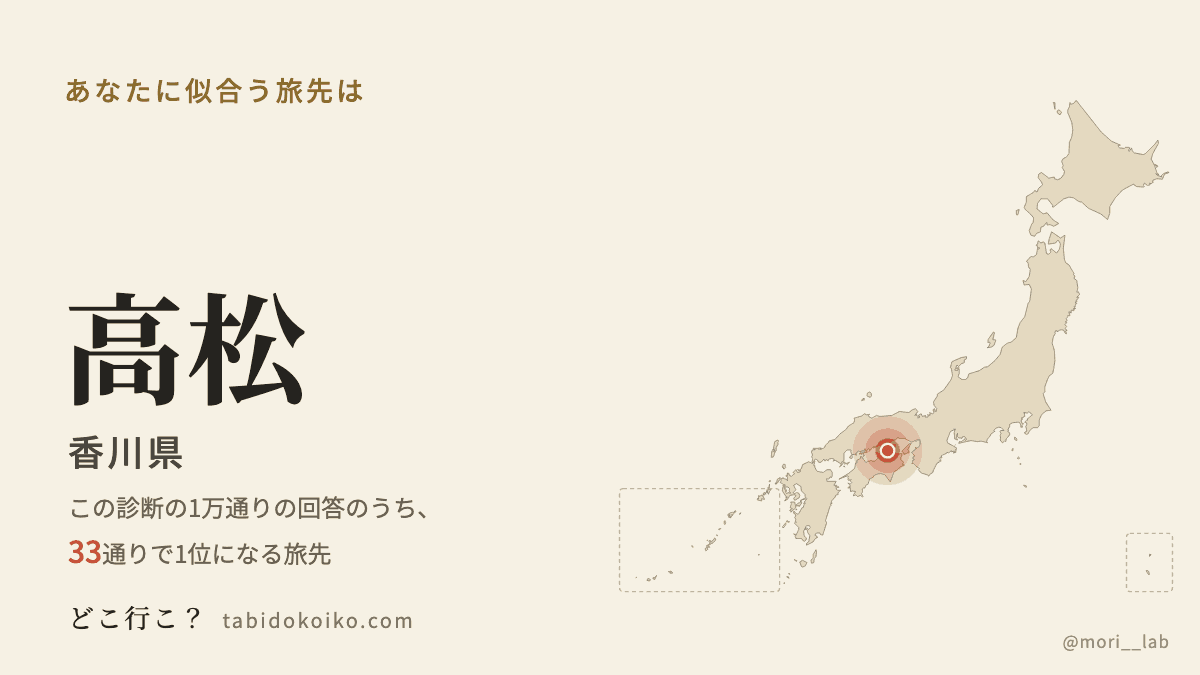 あなたに似合う旅先は
高松
香川県
この診断の1万通りの回答のうち、
33通りで1位になる旅先
どこ行こ？ tabidokoiko.com
@mori__lab